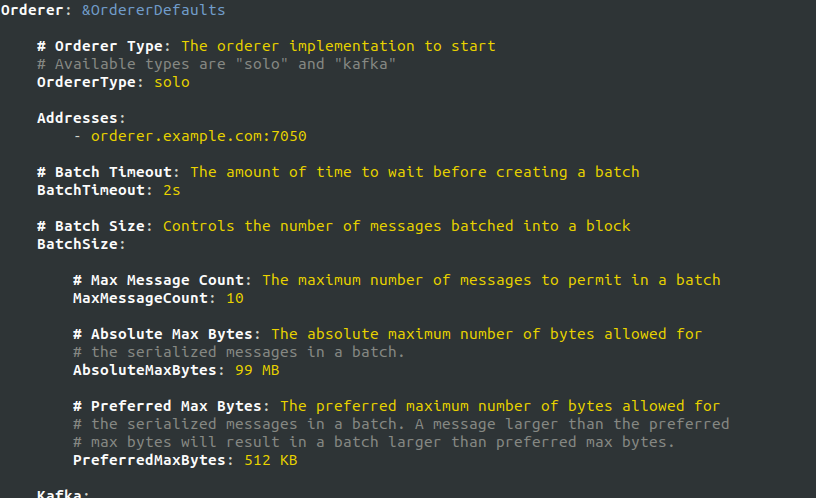 Orderer: &OrdererDefaults
# Orderer Type: The orderer implementation to start
# Available types are "solo" and "kafka"
OrdererType: solo
Addresses:
- orderer.example.com:7050
# Batch Timeout: The amount of time to wait before creating a batch
BatchTimeout: 2s
# Batch Size: Controls the number of messages batched into a block
BatchSize:
# Max Message Count: The maximum number of messages to permit in a batch
MaxMessageCount: 10
# Absolute Max Bytes: The absolute maximum number of bytes allowed for
# the serialized messages in a batch.
AbsoluteMaxBytes: 99 MB
# Preferred Max Bytes: The preferred maximum number of bytes allowed for
# the serialized messages in a batch. A message larger than the preferred
# max bytes will result in a batch larger than preferred max bytes.
PreferredMaxBytes: 512 KB
Kafka: